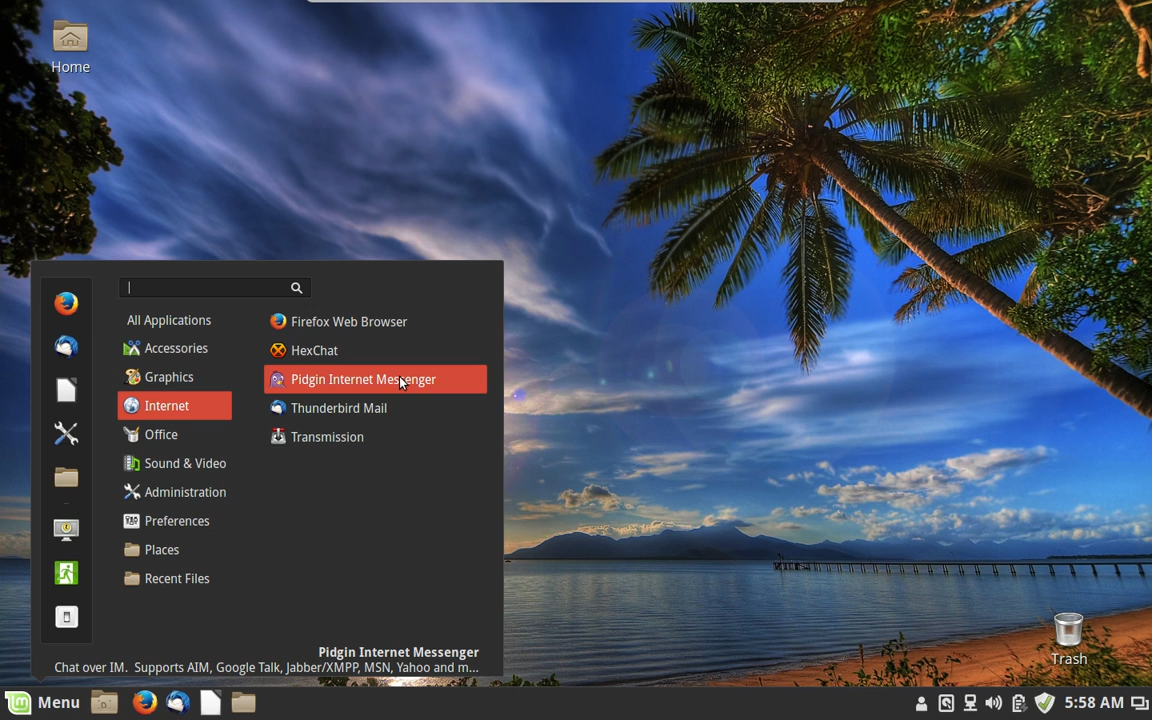 Home
All Applications
Accessories
Graphics
Internet
Office
Sound & Video
Administration
Preferences
Places
Recent Files
Firefox Web Browser
HexChat
Pidgin Internet Messenger
Thunderbird Mail
Transmission
Pidgin Internet Messenger
Chat over IM.  Supports AIM, Google Talk, Jabber/XMPP, MSN, Yahoo and m...
Trash
Menu
5:58 AM